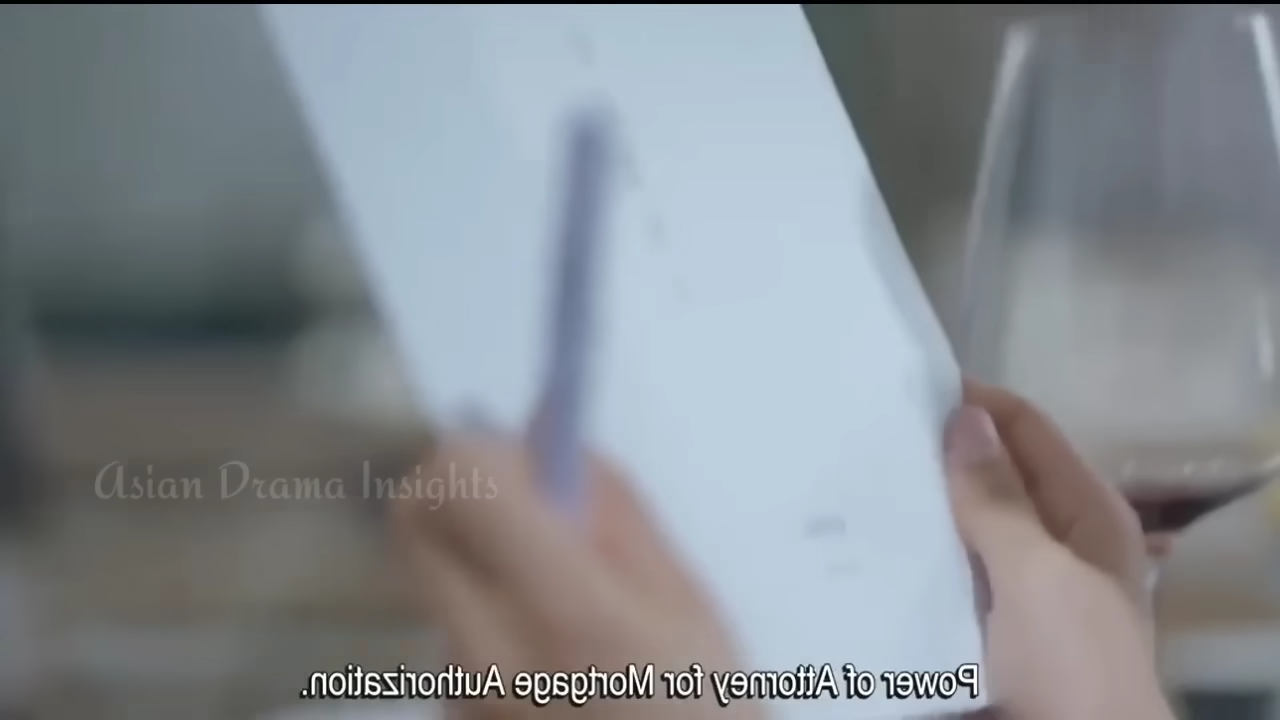 Asian Drama Insights
Power of Attorney for Mortgage Authorization.